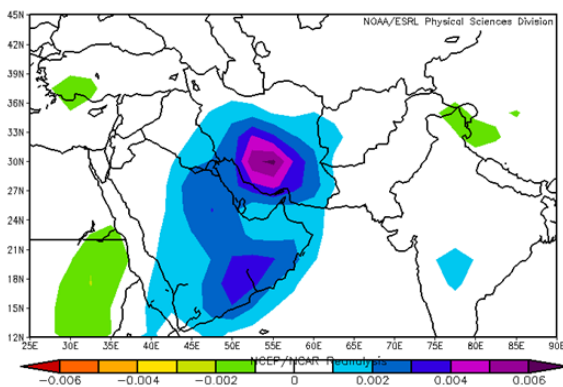 NOAA/ESRL Physical Sciences Division
45N
42N
39N
36N
33N
30N
27N
24N
21N
18N
15N
12N
25E 30E 35E 40E 45E 50E 55E 60E 65E 70E 75E 80E 85E 90E
NCEP/NCAR Reanalysis
-0.006 -0.004 -0.002 0 0.002 0.004 0.006